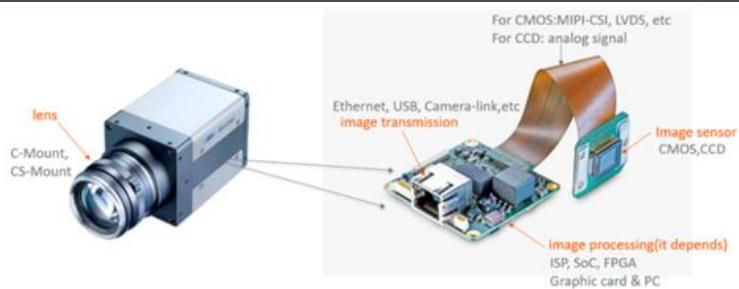 For CMOS:MIPI-CSI, LVDS, etc
For CCD: analog signal
Ethernet, USB, Camera-link,etc
image transmission
lens
C-Mount,
CS-Mount
Image sensor
CMOS,CCD
image processing(it depends)
ISP, SoC, FPGA
Graphic card & PC